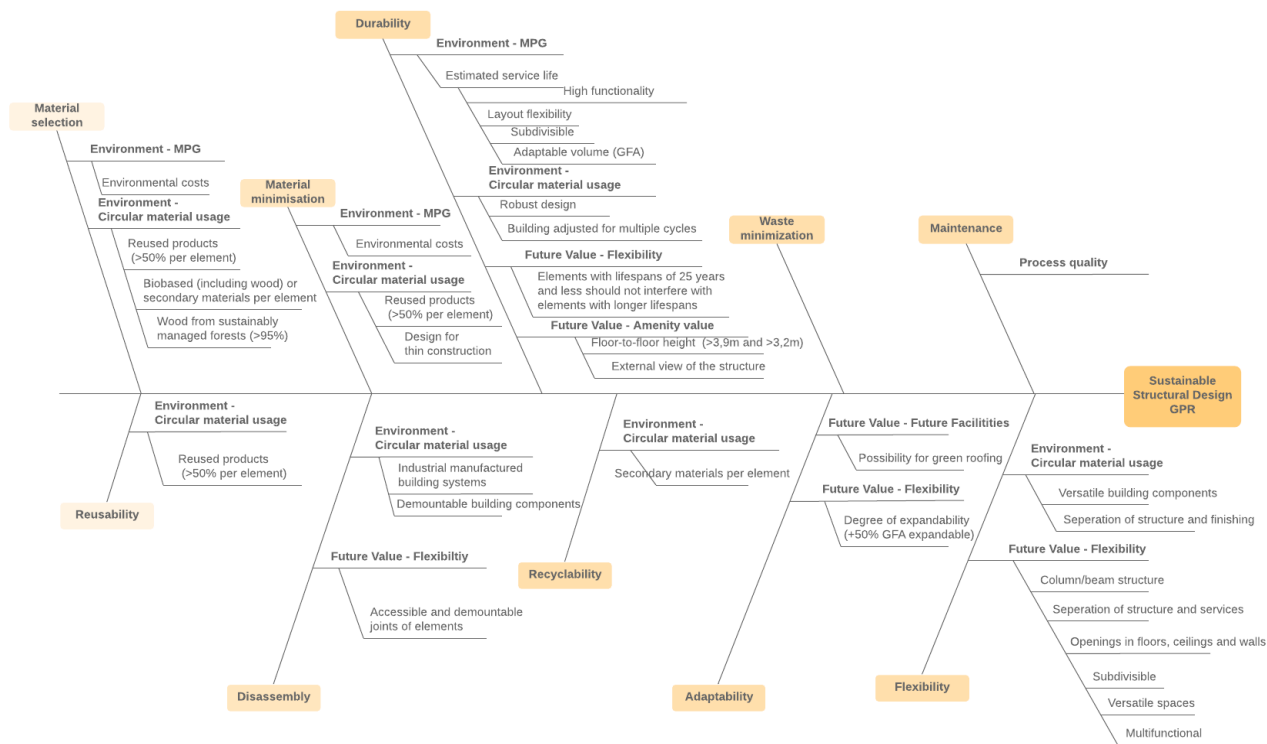 Durability
Environment - MPG
Estimated service life
High functionality
Layout flexibility
Subdivisible
Adaptable volume (GFA)
Environment -
Circular material usage
Robust design
Building adjusted for multiple cycles
Future Value - Flexibility
Elements with lifespans of 25 years
and less should not interfere with
elements with longer lifespans
Future Value - Amenity value
Floor-to-floor height (>3,9m and >3,2m)
External view of the structure
Material
selection
Environment - MPG
Environmental costs
Environment -
Circular material usage
Reused products
(>50% per element)
Biobased (including wood) or
secondary materials per element
Wood from sustainably
managed forests (>95%)
Material
minimisation
Environment - MPG
Environmental costs
Environment -
Circular material usage
Reused products
(>50% per element)
Design for
thin construction
Waste
minimization
Maintenance
Process quality
Sustainable
Structural Design
GPR
Environment -
Circular material usage
Reused products
(>50% per element)
Reusability
Environment -
Circular material usage
Industrial manufactured
building systems
Demountable building components
Future Value - Flexibiltiy
Accessible and demountable
joints of elements
Disassembly
Environment -
Circular material usage
Secondary materials per element
Recyclability
Future Value - Future Facilitities
Possibility for green roofing
Future Value - Flexibility
Degree of expandability
(+50% GFA expandable)
Adaptability
Environment -
Circular material usage
Versatile building components
Seperation of structure and finishing
Future Value - Flexibility
Column/beam structure
Seperation of structure and services
Openings in floors, ceilings and walls
Subdivisible
Versatile spaces
Multifunctional
Flexibility